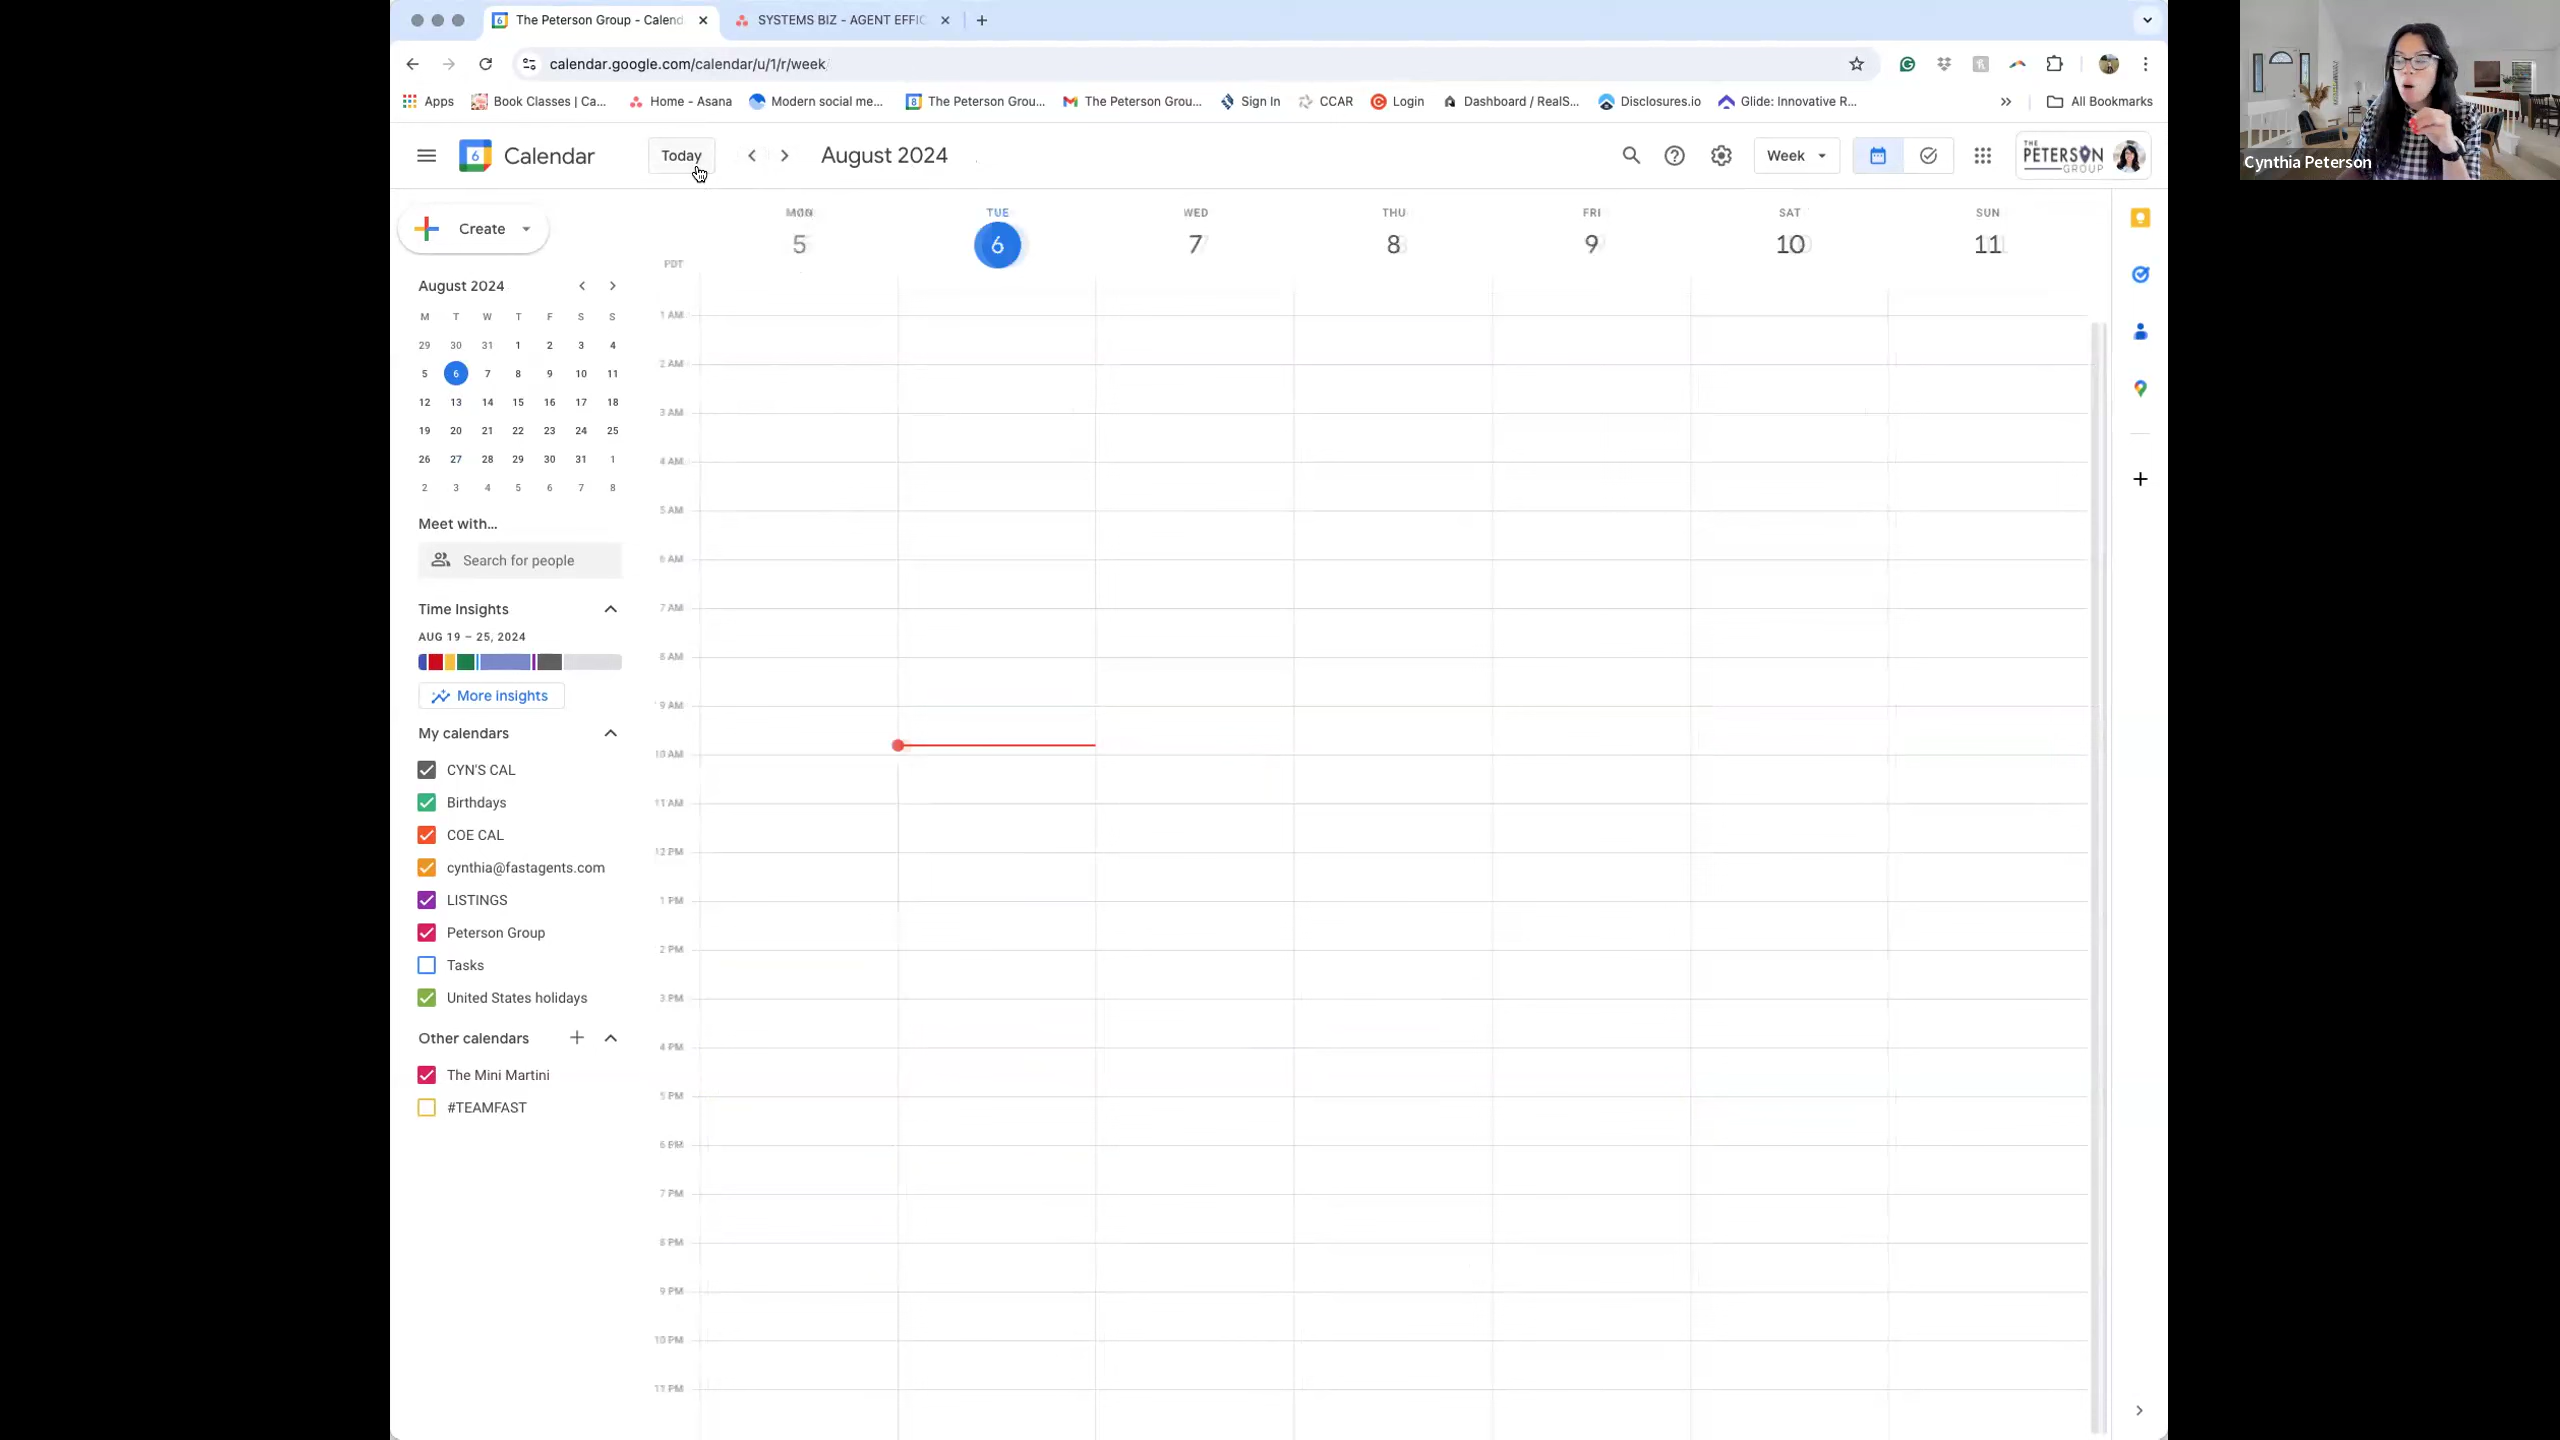 The Peterson Group - Calend
SYSTEMS BIZ - AGENT EFFIC
calendar.google.com/calendar/u/1/r/week
Apps
Book Classes | Ca...
Home - Asana
Modern social me...
The Peterson Grou...
The Peterson Grou...
Sign In
CCAR
Login
Dashboard / RealS...
Disclosures.io
Glide: Innovative R...
All Bookmarks
6 Calendar
Today
August 2024
Week
THE PETERSON GROUP
Cynthia Peterson
Create
MON TUE WED THU FRI SAT SUN
5 6 7 8 9 10 11
PDT
August 2024
M T W T F S S
29 30 31 1 2 3 4
5 6 7 8 9 10 11
12 13 14 15 16 17 18
19 20 21 22 23 24 25
26 27 28 29 30 31 1
2 3 4 5 6 7 8
Meet with...
Search for people
Time Insights
AUG 19 – 25, 2024
More insights
My calendars
CYN'S CAL
Birthdays
COE CAL
cynthia@fastagents.com
LISTINGS
Peterson Group
Tasks
United States holidays
Other calendars
The Mini Martini
#TEAMFAST
1 AM
2 AM
3 AM
4 AM
5 AM
6 AM
7 AM
8 AM
9 AM
10 AM
11 AM
12 PM
1 PM
2 PM
3 PM
4 PM
5 PM
6 PM
7 PM
8 PM
9 PM
10 PM
11 PM